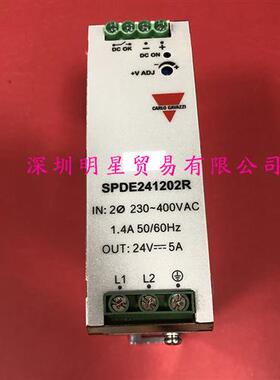 DC OK − +
DC ON
+V ADJ
CARLO GAVAZZI
深圳明星贸易有限公司
SPDE241202R
IN: 2Ø 230~400VAC
1.4A 50/60Hz
OUT: 24V⎓5A
L1 L2